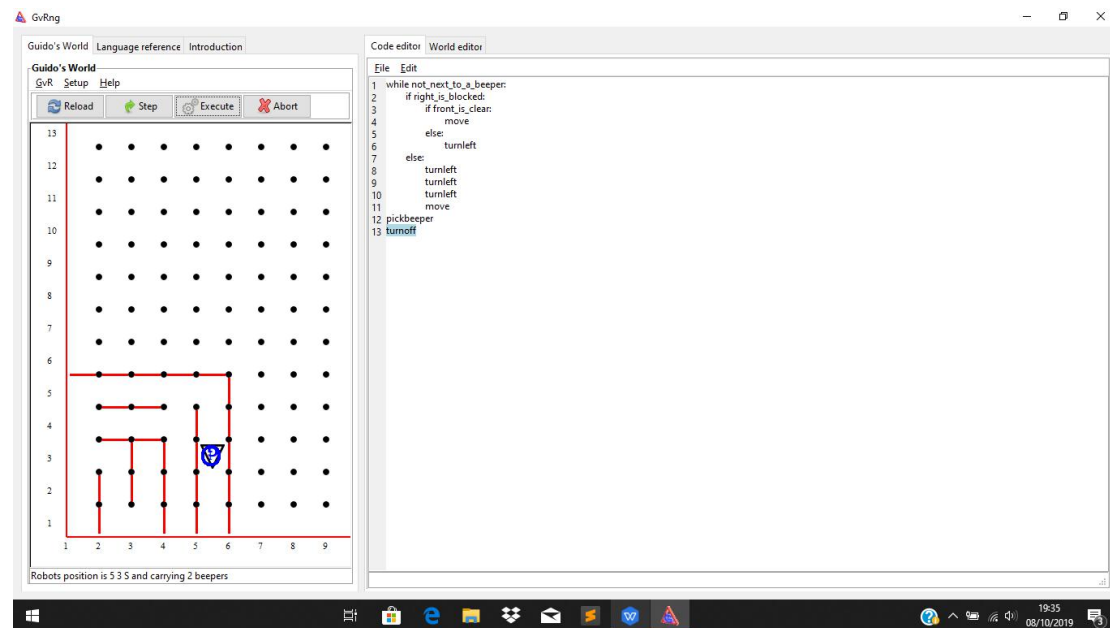 GvRng
Guido's World Language reference Introduction
Guido's World
GvR Setup Help
Reload Step Execute Abort
13
12
11
10
9
8
7
6
5
4
3
2
1
1 2 3 4 5 6 7 8 9
Robots position is 5 3 S and carrying 2 beepers
Code editor World editor
File Edit
1 while not_next_to_a_beeper:
2 if right_is_blocked:
3 if front_is_clear:
4 move
5 else:
6 turnleft
7 else:
8 turnleft
9 turnleft
10 turnleft
11 move
12 pickbeeper
13 turnoff
19:35
08/10/2019
3